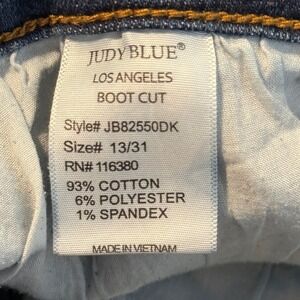 JUDY BLUE®
LOS ANGELES
BOOT CUT
Style# JB82550DK
Size# 13/31
RN# 116380
93% COTTON
6% POLYESTER
1% SPANDEX
MADE IN VIETNAM